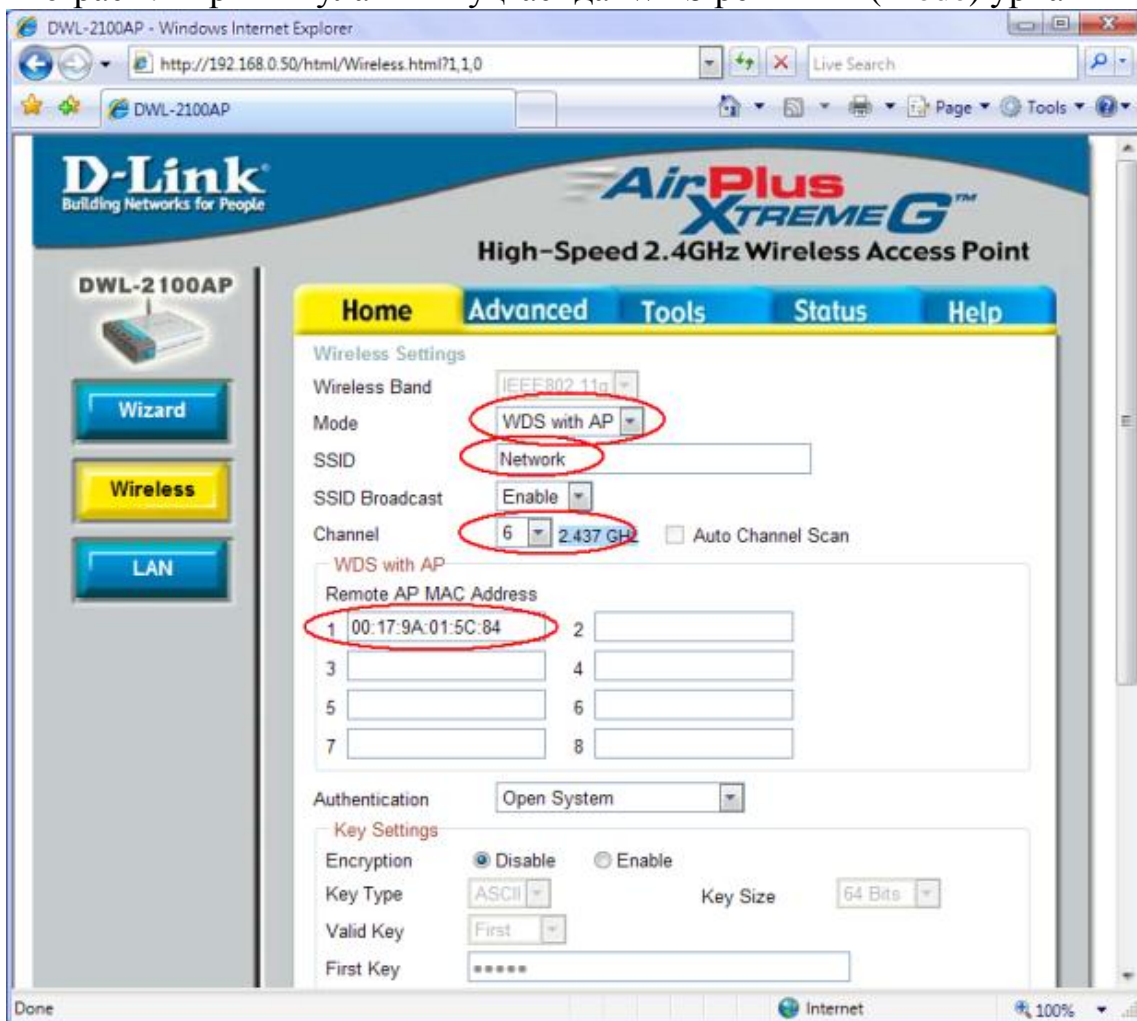 DWL-2100AP - Windows Internet Explorer
http://192.168.0.50/html/Wireless.html?1,1,0
Live Search
DWL-2100AP
Page
Tools
D-Link
Building Networks for People
AirPlus
XTREME G™
High-Speed 2.4GHz Wireless Access Point
DWL-2100AP
Home Advanced Tools Status Help
Wizard
Wireless
LAN
Wireless Settings
Wireless Band IEEE802.11g
Mode WDS with AP
SSID Network
SSID Broadcast Enable
Channel 6 2.437 GHz Auto Channel Scan
WDS with AP
Remote AP MAC Address
1 00:17:9A:01:5C:84 2
3 4
5 6
7 8
Authentication Open System
Key Settings
Encryption Disable Enable
Key Type ASCII Key Size 64 Bits
Valid Key First
First Key •••••
Done Internet 100%